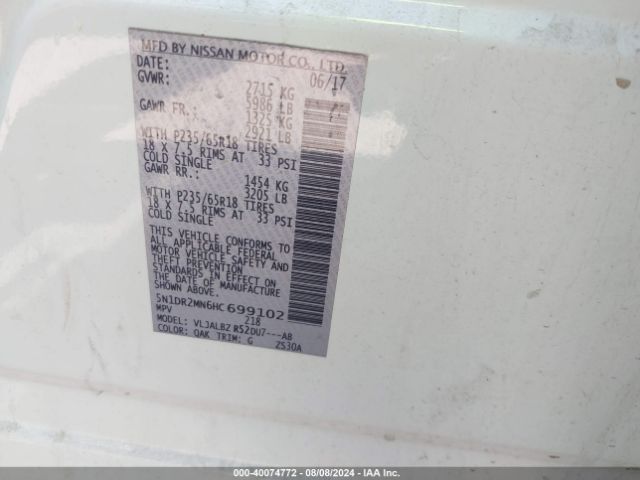 MFD BY NISSAN MOTOR CO., LTD.
DATE: 06/17
GVWR: 2715 KG
5986 LB
GAWR FR.: 1325 KG
2921 LB
WITH P235/65R18 TIRES
18 X 7.5 RIMS AT 33 PSI
COLD SINGLE
GAWR RR.: 1454 KG
3205 LB
WITH P235/65R18 TIRES
18 X 7.5 RIMS AT 33 PSI
COLD SINGLE
THIS VEHICLE CONFORMS TO
ALL APPLICABLE FEDERAL
MOTOR VEHICLE SAFETY
STANDARDS IN EFFECT ON
THE DATE OF MANUFACTURE
SHOWN ABOVE.
5N1DR2MN6HC699102
MPV 218
MODEL: VLJALBZ R52DU7---AB
COLOR: QAK TRIM: G ZS30A
000-40074772 - 08/08/2024 - IAA Inc.